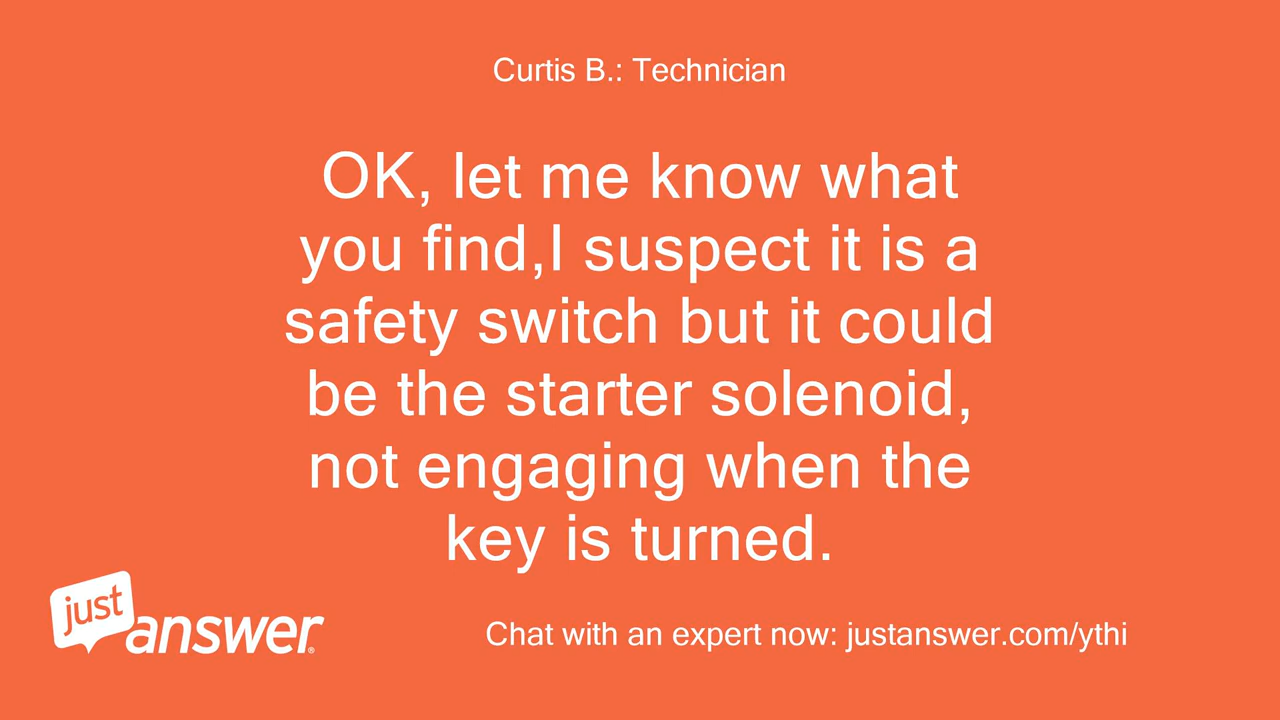 Curtis B.: Technician
OK, let me know what
you find,I suspect it is a
safety switch but it could
be the starter solenoid,
not engaging when the
key is turned.
just
answer®
Chat with an expert now: justanswer.com/ythi